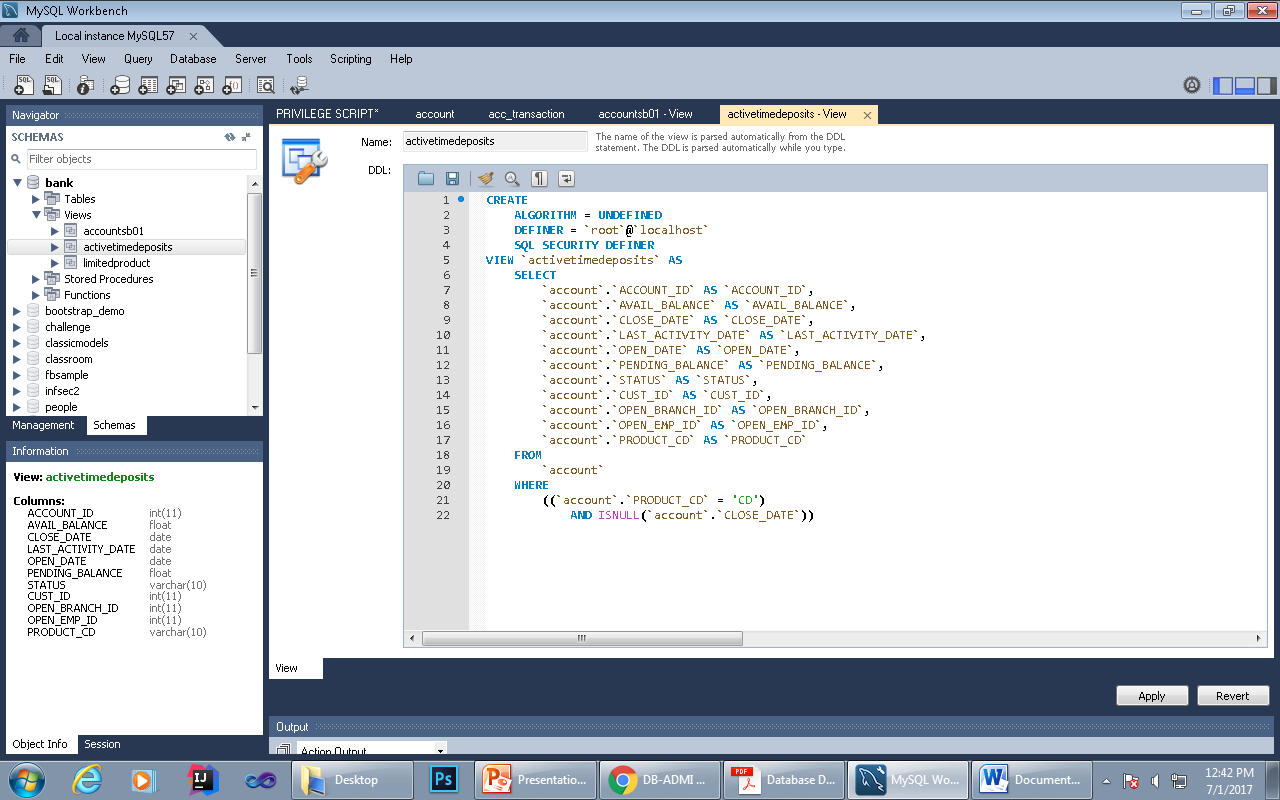 MySQL Workbench
Local instance MySQL57
File Edit View Query Database Server Tools Scripting Help
Navigator
SCHEMAS
Filter objects
bank
Tables
Views
accountsb01
activetimedeposits
limitedproduct
Stored Procedures
Functions
bootstrap_demo
challenge
classicmodels
classroom
fbsample
infsec2
people
Management Schemas
Information
View: activetimedeposits
Columns:
ACCOUNT_ID int(11)
AVAIL_BALANCE float
CLOSE_DATE date
LAST_ACTIVITY_DATE date
OPEN_DATE date
PENDING_BALANCE float
STATUS varchar(10)
CUST_ID int(11)
OPEN_BRANCH_ID int(11)
OPEN_EMP_ID int(11)
PRODUCT_CD varchar(10)
Object Info Session
PRIVILEGE SCRIPT* account acc_transaction accountsb01 - View activetimedeposits - View
Name: activetimedeposits
The name of the view is parsed automatically from the DDL
statement. The DDL is parsed automatically while you type.
DDL:
1 CREATE
2 ALGORITHM = UNDEFINED
3 DEFINER = `root`@`localhost`
4 SQL SECURITY DEFINER
5 VIEW `activetimedeposits` AS
6 SELECT
7 `account`.`ACCOUNT_ID` AS `ACCOUNT_ID`,
8 `account`.`AVAIL_BALANCE` AS `AVAIL_BALANCE`,
9 `account`.`CLOSE_DATE` AS `CLOSE_DATE`,
10 `account`.`LAST_ACTIVITY_DATE` AS `LAST_ACTIVITY_DATE`,
11 `account`.`OPEN_DATE` AS `OPEN_DATE`,
12 `account`.`PENDING_BALANCE` AS `PENDING_BALANCE`,
13 `account`.`STATUS` AS `STATUS`,
14 `account`.`CUST_ID` AS `CUST_ID`,
15 `account`.`OPEN_BRANCH_ID` AS `OPEN_BRANCH_ID`,
16 `account`.`OPEN_EMP_ID` AS `OPEN_EMP_ID`,
17 `account`.`PRODUCT_CD` AS `PRODUCT_CD`
18 FROM
19 `account`
20 WHERE
21 ((`account`.`PRODUCT_CD` = 'CD')
22 AND ISNULL(`account`.`CLOSE_DATE`))
View
Apply Revert
Output
Action Output
Desktop Ps Presentatio... DB-ADMI ... Database D... MySQL Wo... Document...
12:42 PM
7/1/2017